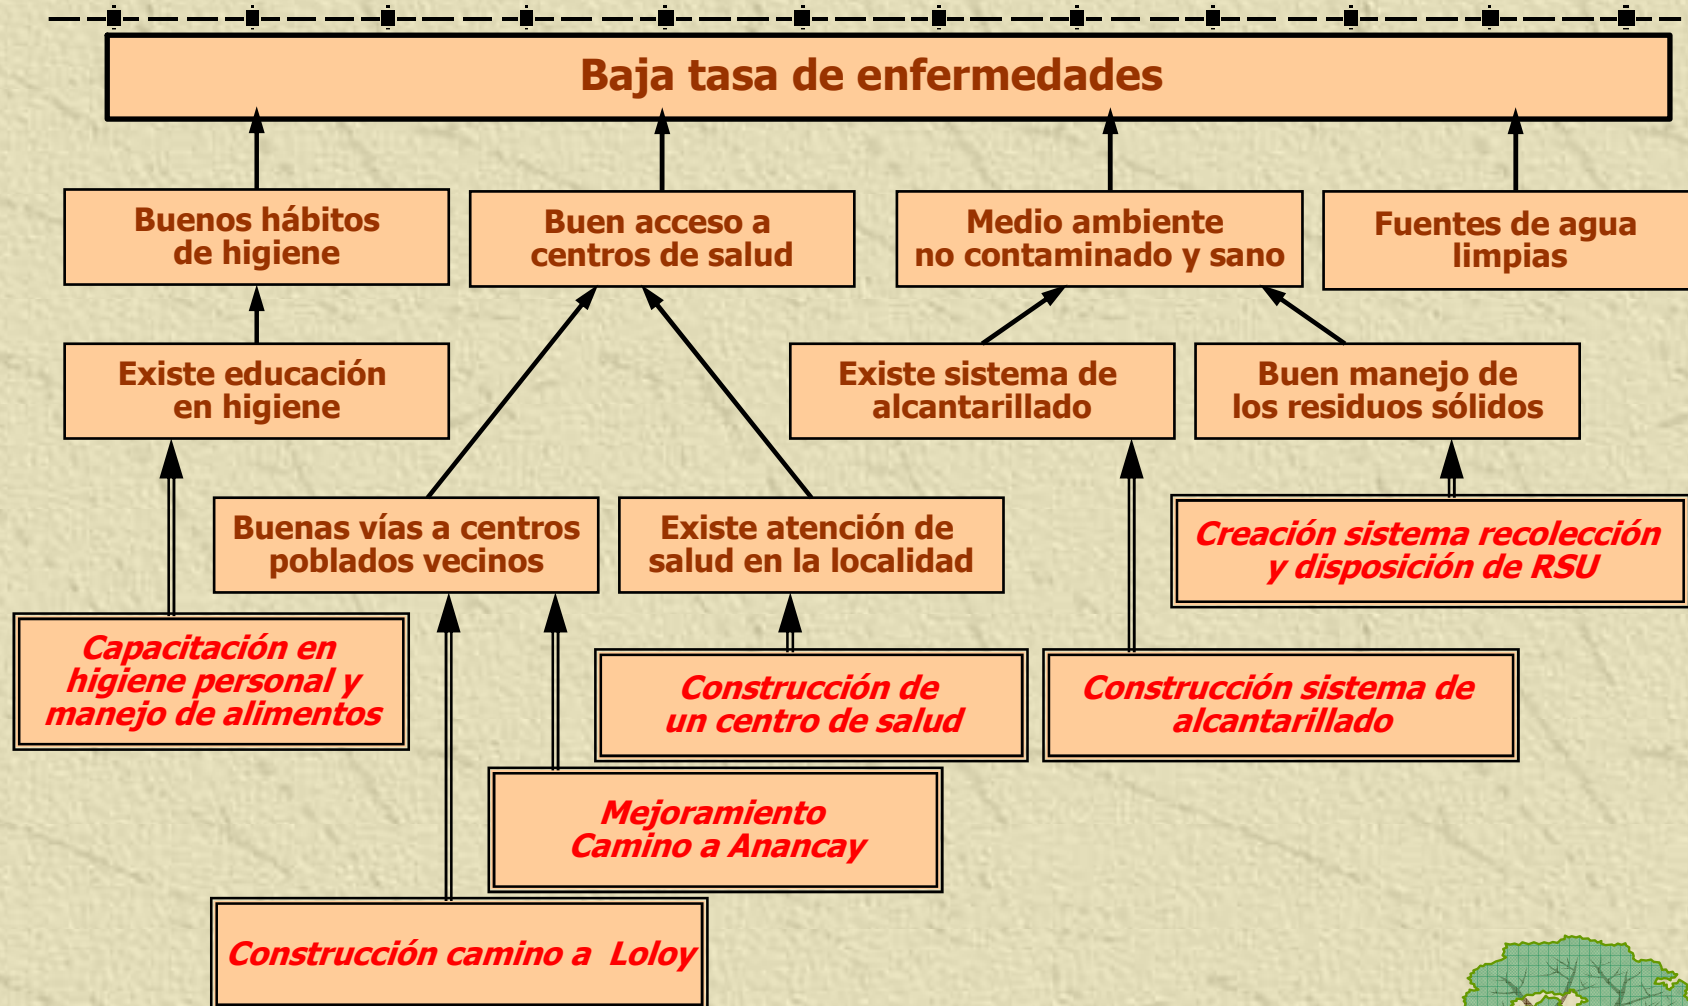 Baja tasa de enfermedades
Buenos hábitos
de higiene
Buen acceso a
centros de salud
Medio ambiente
no contaminado y sano
Fuentes de agua
limpias
Existe educación
en higiene
Existe sistema de
alcantarillado
Buen manejo de
los residuos sólidos
Buenas vías a centros
poblados vecinos
Existe atención de
salud en la localidad
Creación sistema recolección
y disposición de RSU
Capacitación en
higiene personal y
manejo de alimentos
Construcción de
un centro de salud
Construcción sistema de
alcantarillado
Mejoramiento
Camino a Anancay
Construcción camino a Loloy